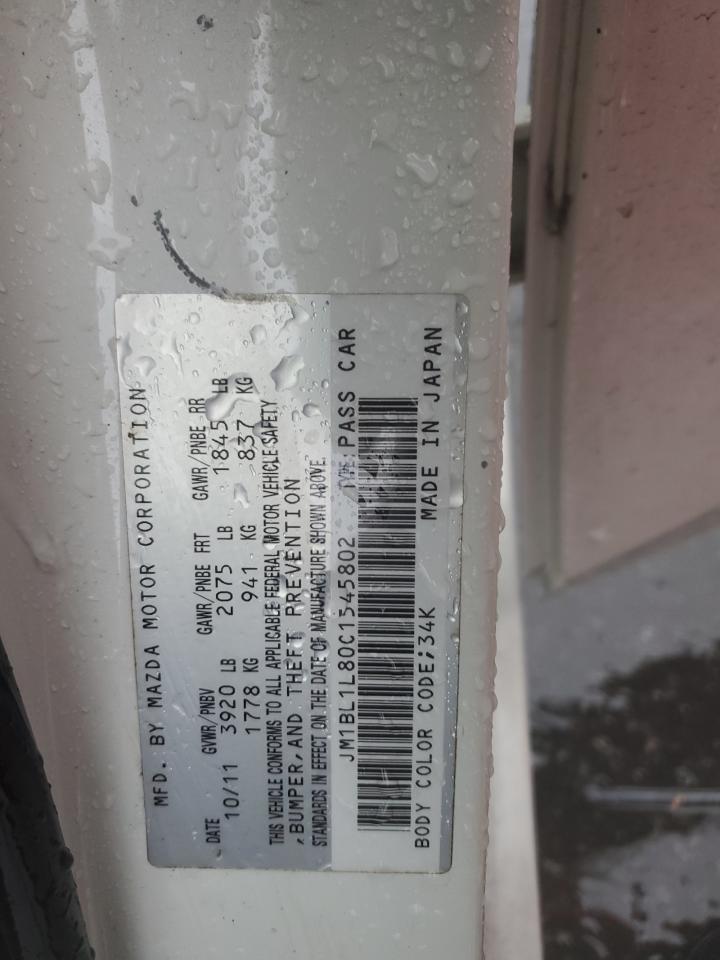 MFD. BY MAZDA MOTOR CORPORATION
DATE GVWR/PNBV GAWR/PNBE FRT GAWR/PNBE RR
10/11 3920 LB 2075 LB 1845 LB
1778 KG 941 KG 837 KG
THIS VEHICLE CONFORMS TO ALL APPLICABLE FEDERAL MOTOR VEHICLE SAFETY
,BUMPER,AND THEFT PREVENTION
STANDARDS IN EFFECT ON THE DATE OF MANUFACTURE SHOWN ABOVE.
JM1BL1L80C1545802 TYPE:PASS CAR
BODY COLOR CODE;34K MADE IN JAPAN